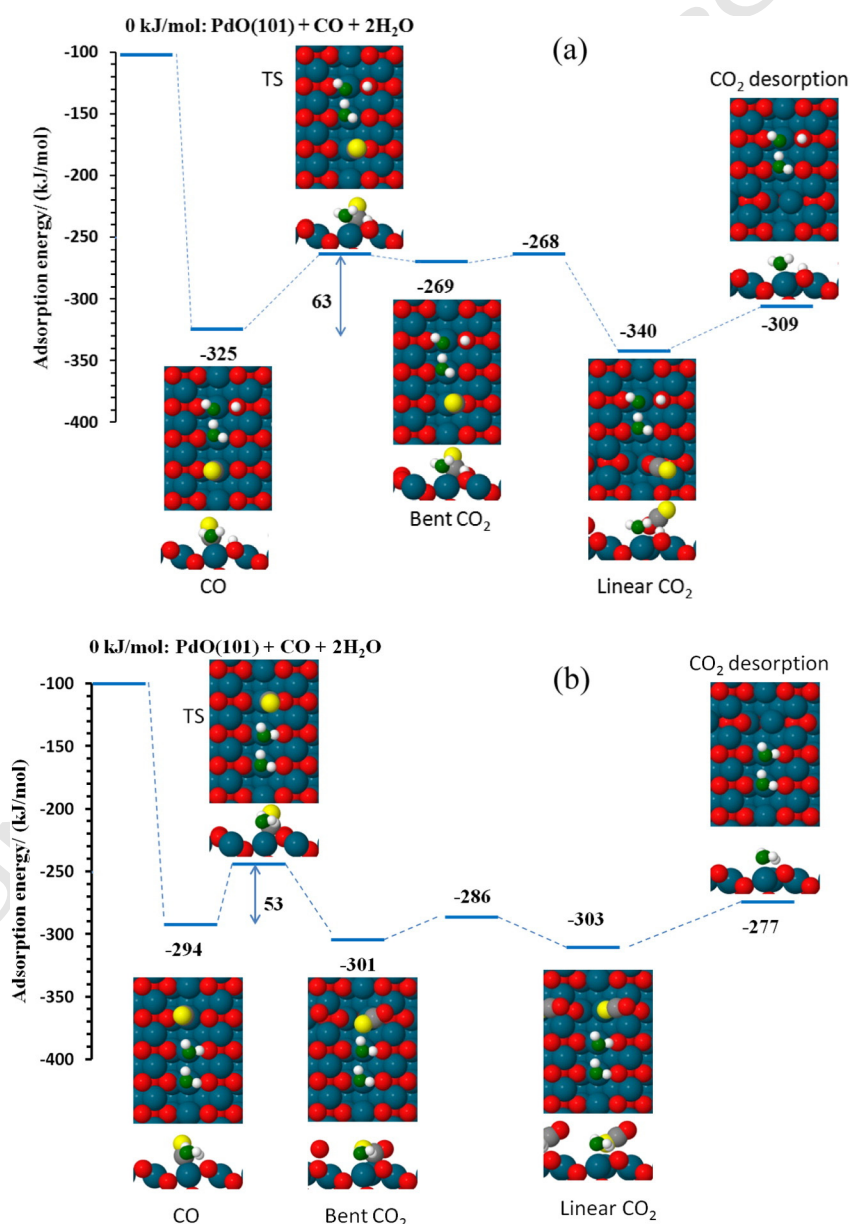 0 kJ/mol: PdO(101) + CO + 2H₂O
(a)
TS
CO₂ desorption
Adsorption energy/ (kJ/mol)
-100
-150
-200
-250
-300
-350
-400
-268
63
-269
-325
-340
-309
Bent CO₂
CO
Linear CO₂
0 kJ/mol: PdO(101) + CO + 2H₂O
(b)
TS
CO₂ desorption
Adsorption energy/ (kJ/mol)
-100
-150
-200
-250
-300
-350
-400
53
-286
-294
-301
-303
-277
CO
Bent CO₂
Linear CO₂